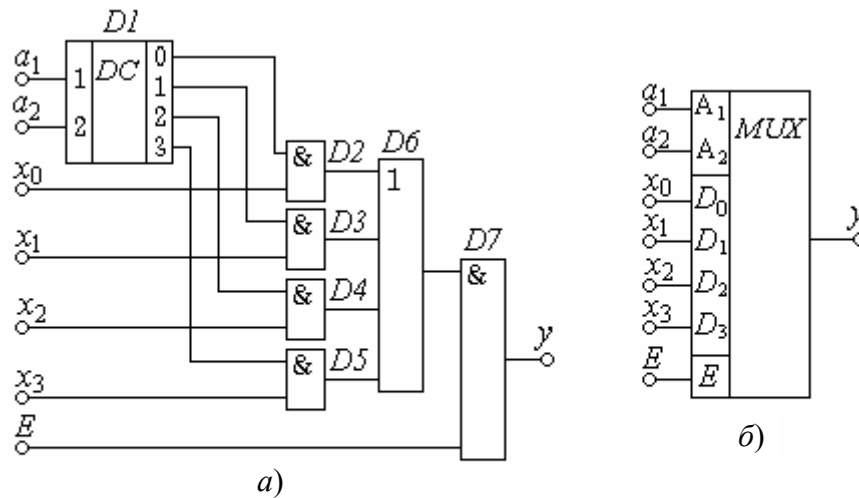 D1
a1
a2
1
2
DC
0
1
2
3
x0
x1
x2
x3
E
&
D2
&
D3
&
D4
&
D5
D6
1
D7
&
y
а)
a1
a2
x0
x1
x2
x3
E
A1
A2
D0
D1
D2
D3
E
MUX
y
б)